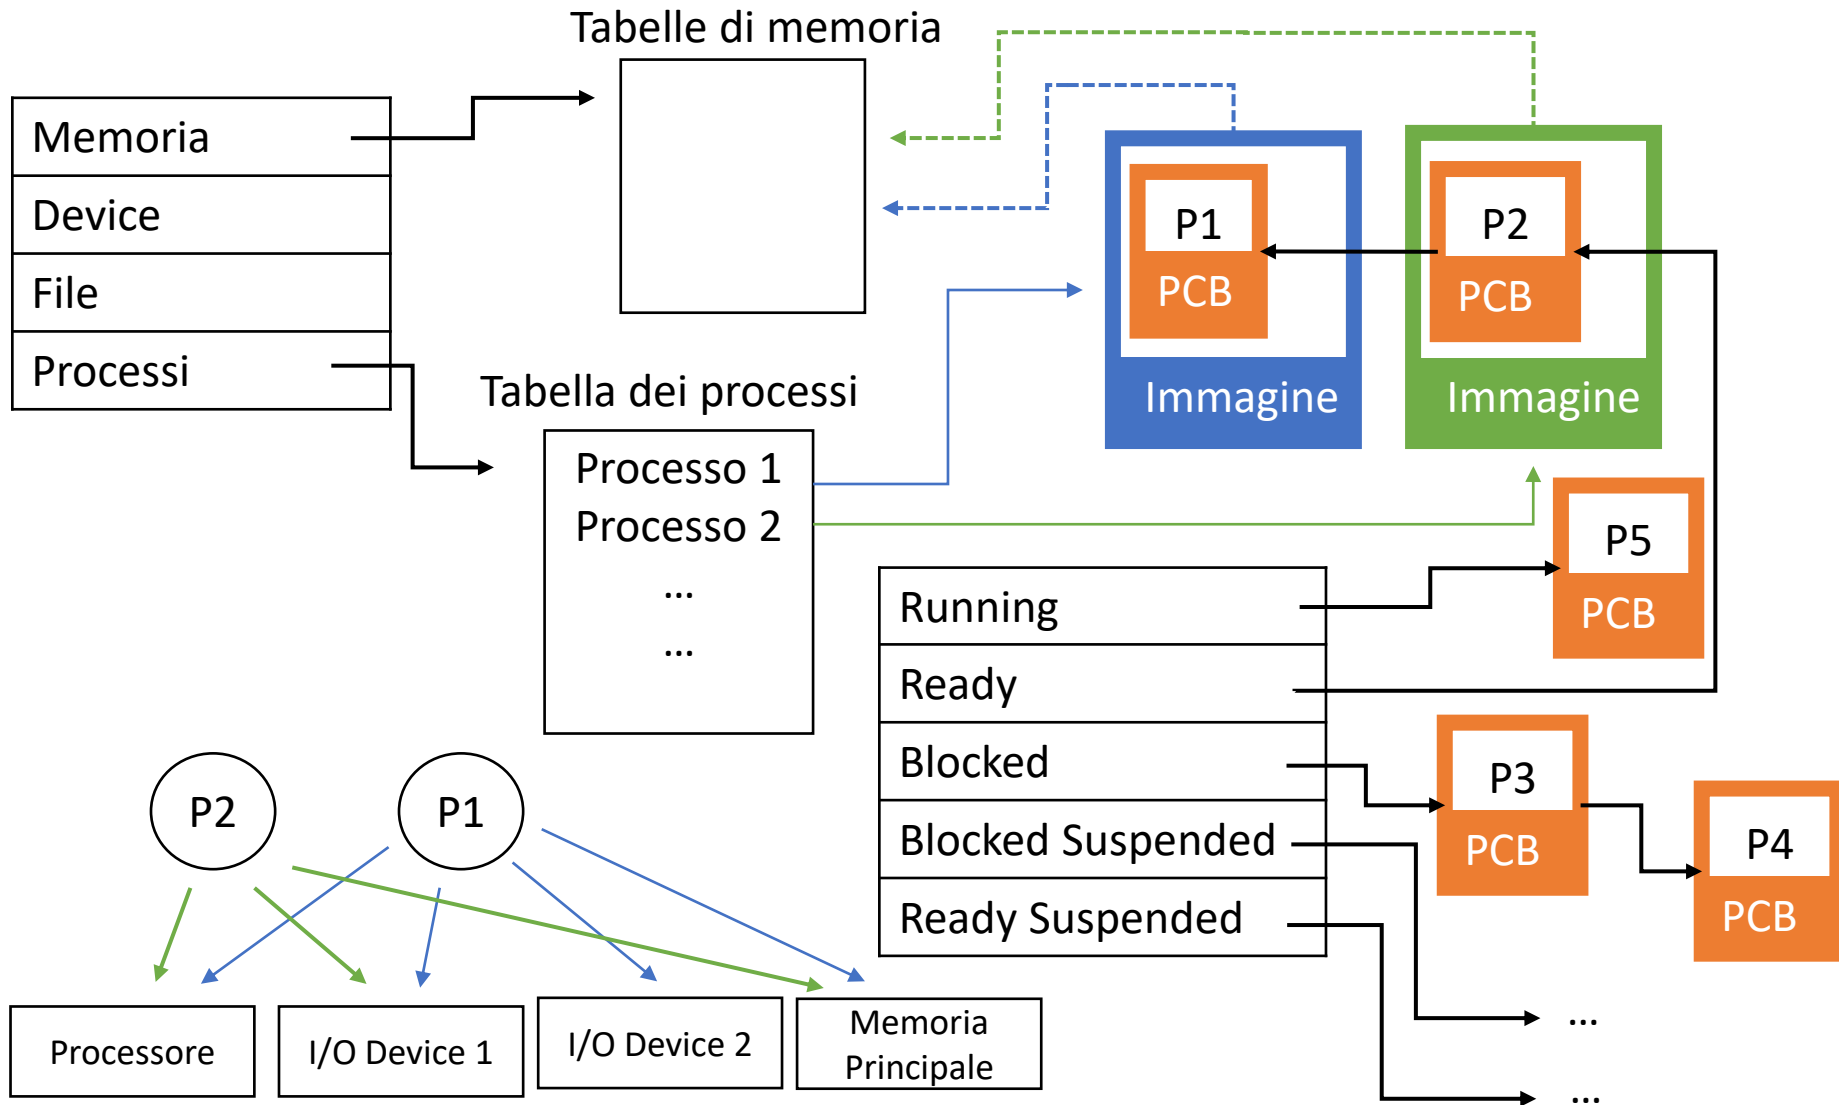 Tabelle di memoria
Memoria
Device
File
Processi
P1
PCB
Immagine
P2
PCB
Immagine
Tabella dei processi
Processo 1
Processo 2
...
...
P5
PCB
Running
Ready
Blocked
Blocked Suspended
Ready Suspended
P3
PCB
P4
PCB
...
...
P2
P1
Processore
I/O Device 1
I/O Device 2
Memoria
Principale